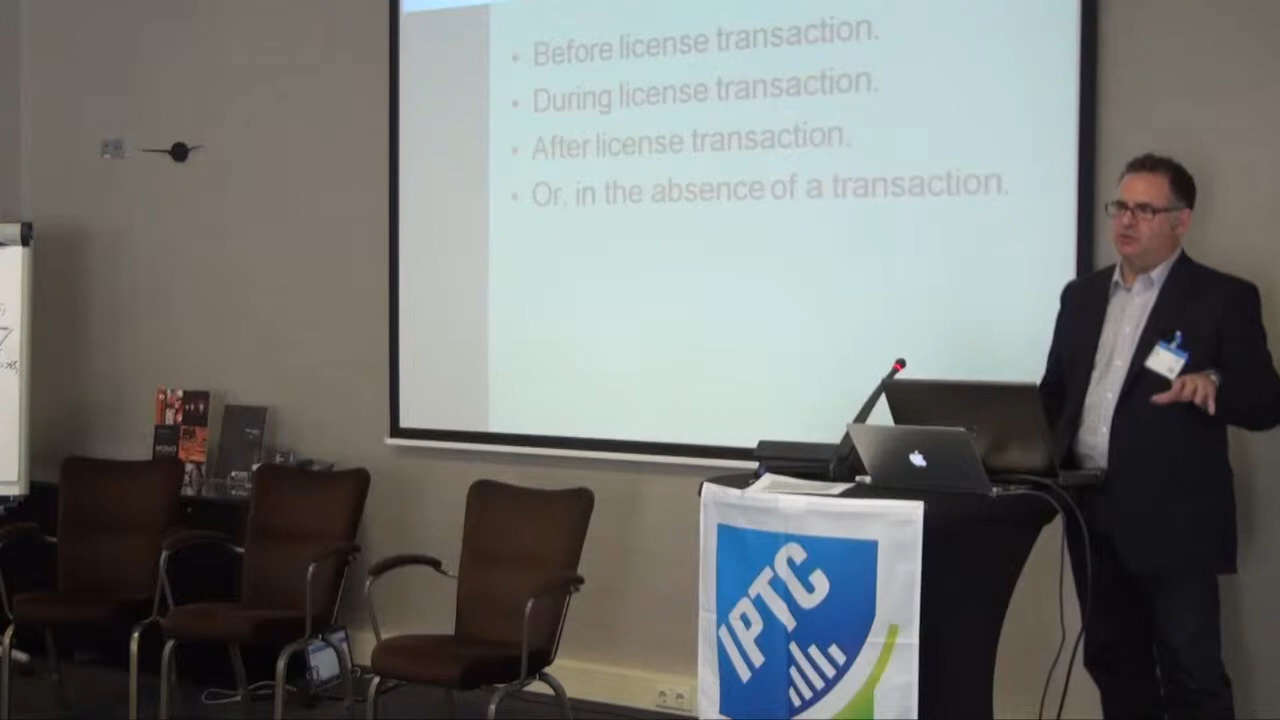 Before license transaction.
During license transaction.
After license transaction.
Or, in the absence of a transaction.
IPTC